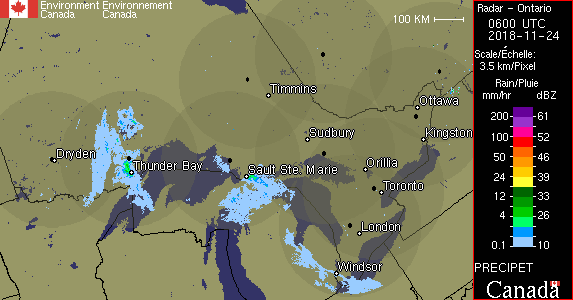 Environment Environnement
Canada Canada
100 KM
Timmins
Ottawa
Sudbury
Kingston
Dryden
Thunder Bay
Sault Ste. Marie
Orillia
Toronto
London
Windsor
Radar - Ontario
0600 UTC
2018-11-24
Scale/Échelle:
3.5 km/Pixel
Rain/Pluie
mm/hr dBZ
200 61
100 52
50 46
24 39
12 33
4 26
0.1 10
PRECIPET
Canada